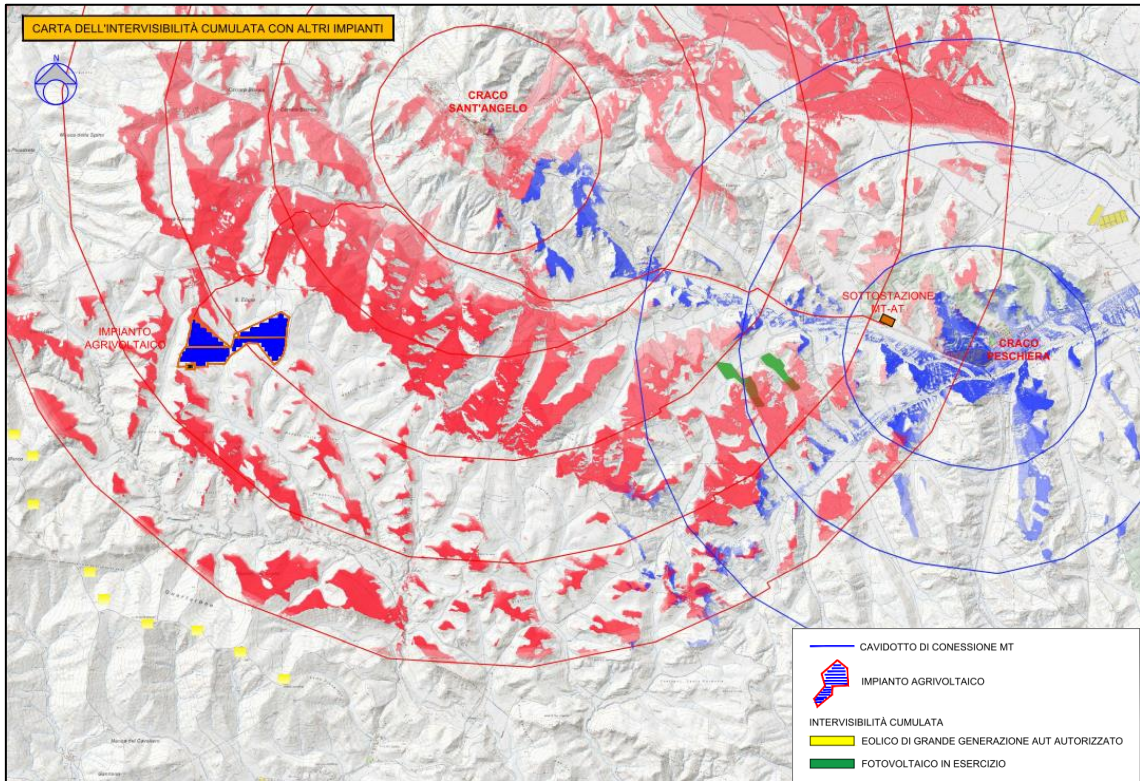 CARTA DELL'INTERVISIBILITÀ CUMULATA CON ALTRI IMPIANTI
N
CRACO
SANT'ANGELO
SOTTOSTAZIONE
MT-AT
IMPIANTO
AGRIVOLTAICO
CRACO
PESCHIERA
CAVIDOTTO DI CONESSIONE MT
IMPIANTO AGRIVOLTAICO
INTERVISIBILITÀ CUMULATA
EOLICO DI GRANDE GENERAZIONE AUT AUTORIZZATO
FOTOVOLTAICO IN ESERCIZIO